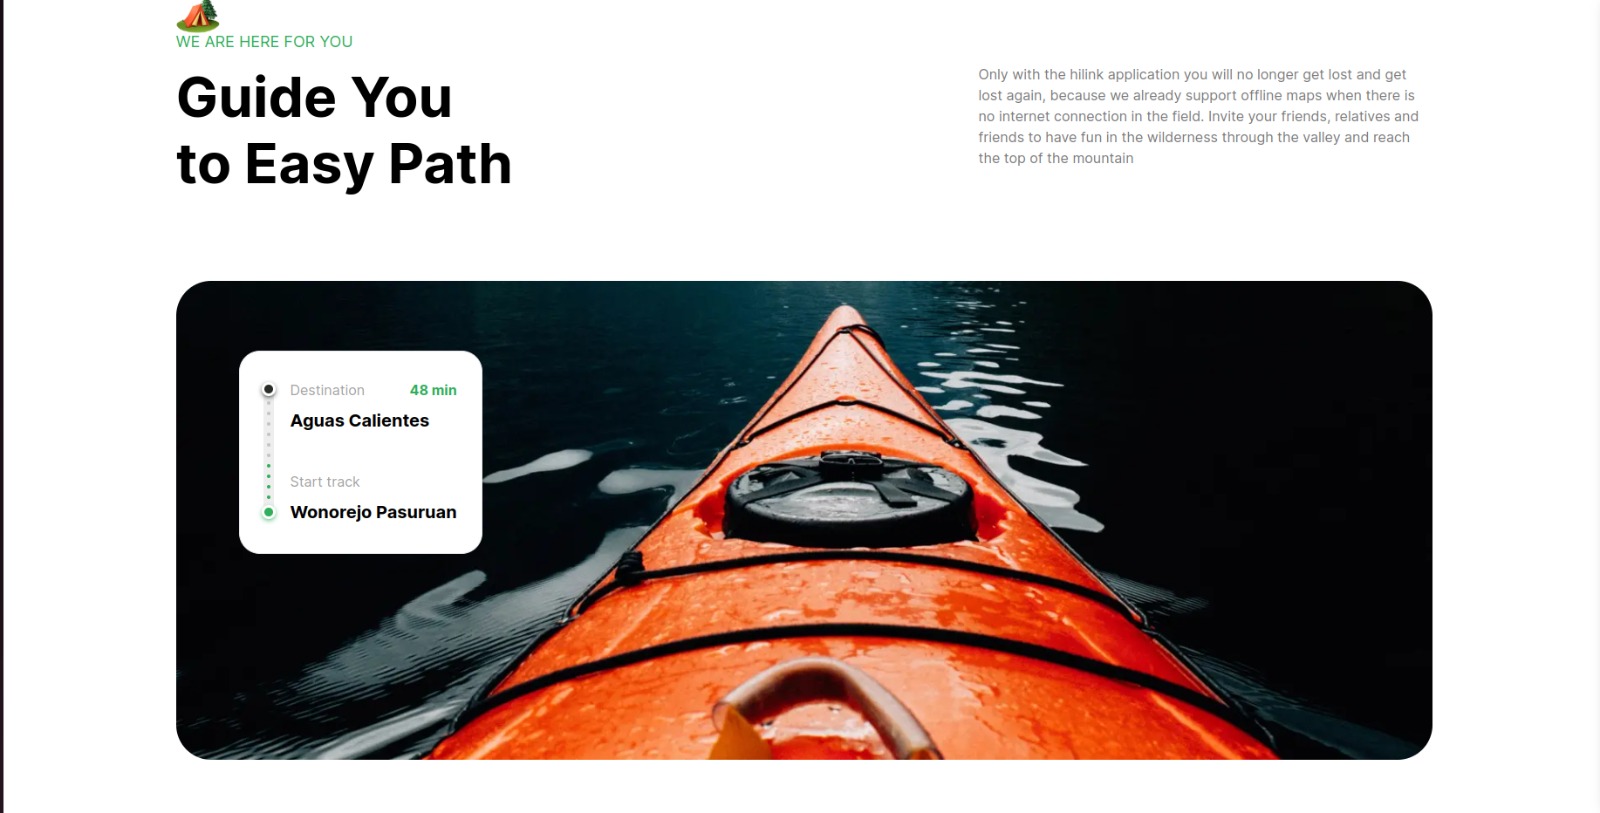 WE ARE HERE FOR YOU
Guide You
to Easy Path
Only with the hilink application you will no longer get lost and get
lost again, because we already support offline maps when there is
no internet connection in the field. Invite your friends, relatives and
friends to have fun in the wilderness through the valley and reach
the top of the mountain
Destination 48 min
Aguas Calientes
Start track
Wonorejo Pasuruan